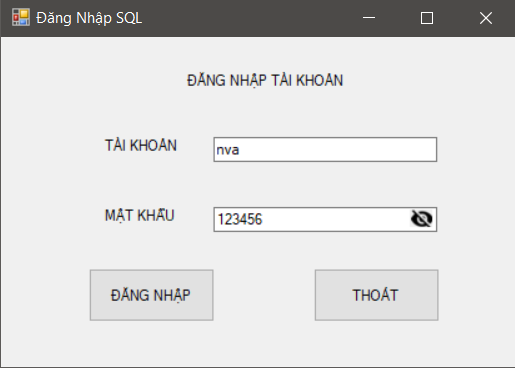 Đăng Nhập SQL
ĐĂNG NHẬP TÀI KHOẢN
TÀI KHOẢN
nva
MẬT KHẨU
123456
ĐĂNG NHẬP
THOÁT